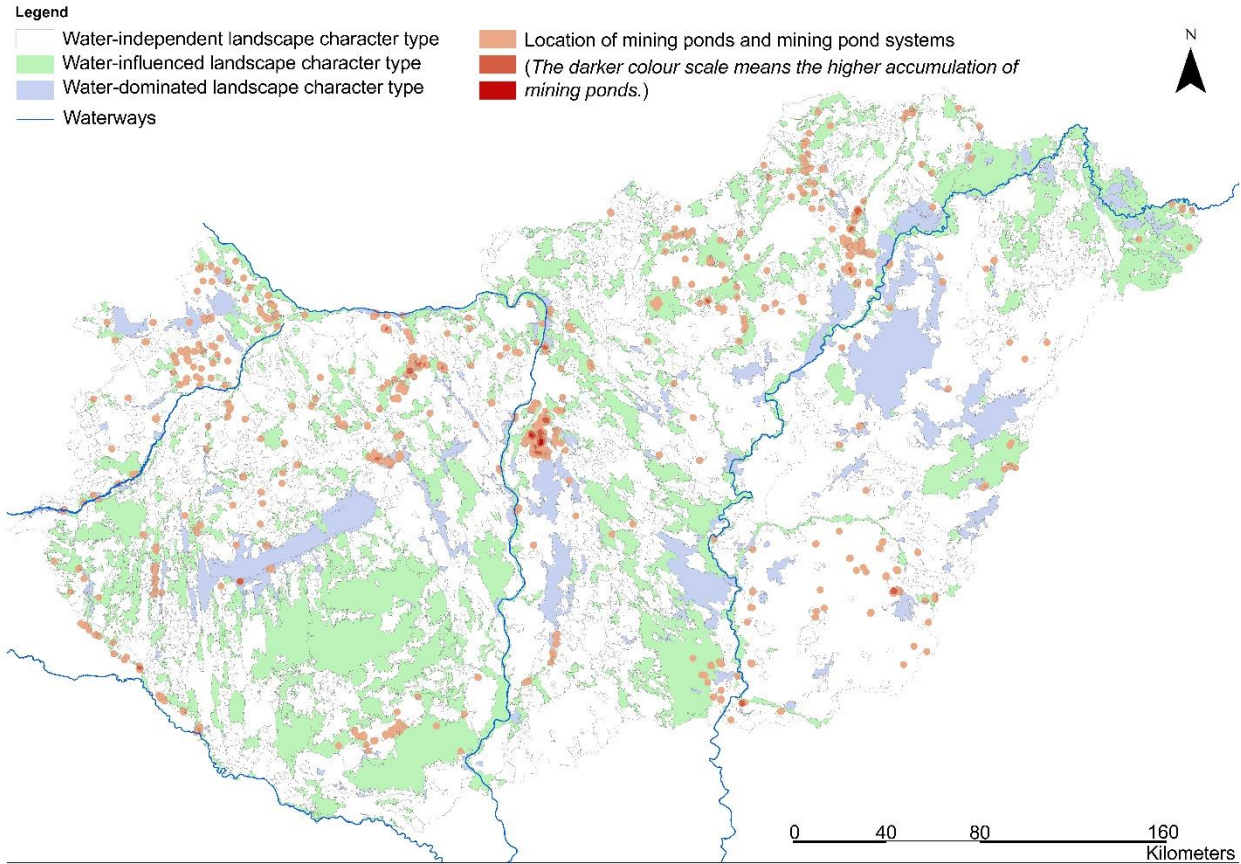 Legend
Water-independent landscape character type
Water-influenced landscape character type
Water-dominated landscape character type
Waterways
Location of mining ponds and mining pond systems
(The darker colour scale means the higher accumulation of
mining ponds.)
N
0 40 80 160
Kilometers